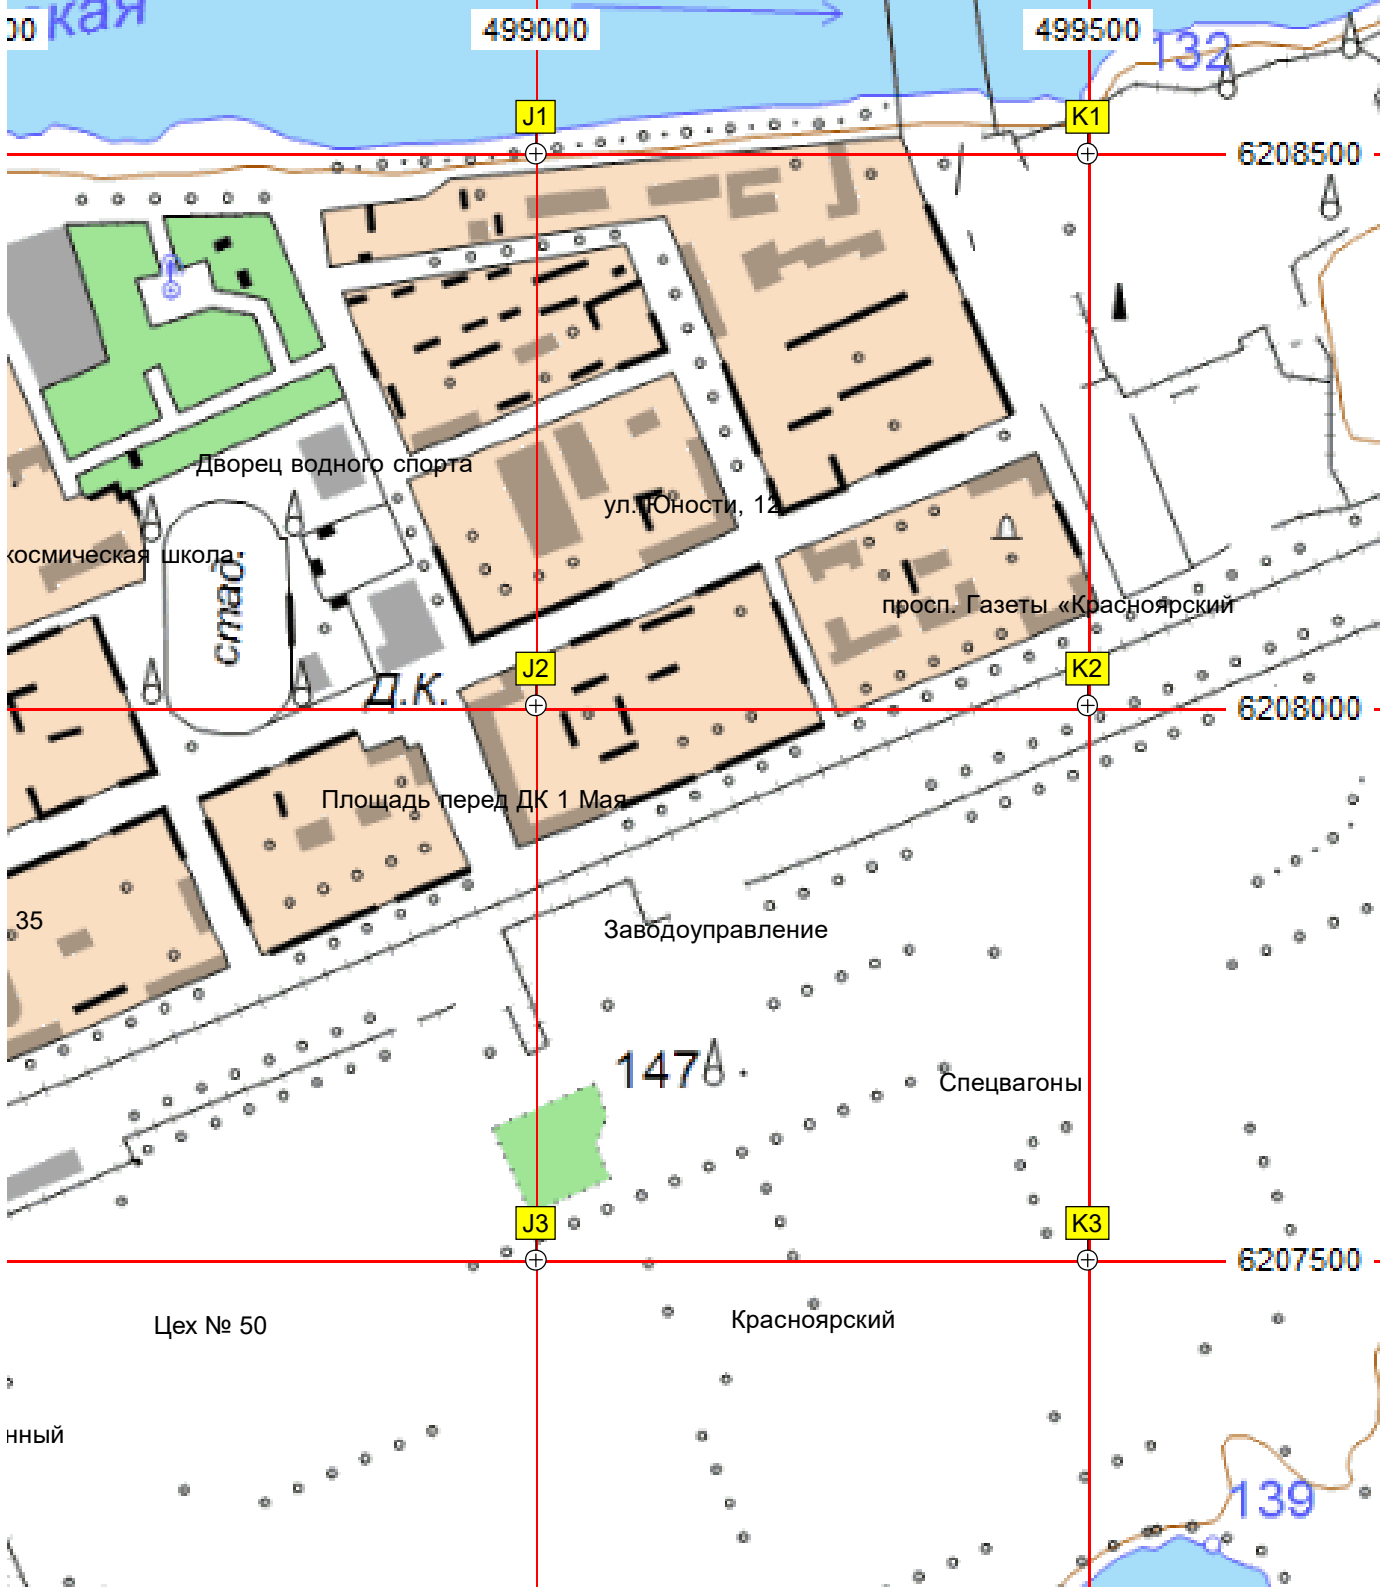 кая
00
499000
499500
132
J1
K1
6208500
Дворец водного спорта
ул. Юности, 12
космическая школа
стад.
просп. Газеты «Красноярский
J2
K2
Д.К.
6208000
Площадь перед ДК 1 Мая
35
Заводоуправление
147
Спецвагоны
J3
K3
6207500
Цех № 50
Красноярский
нный
139